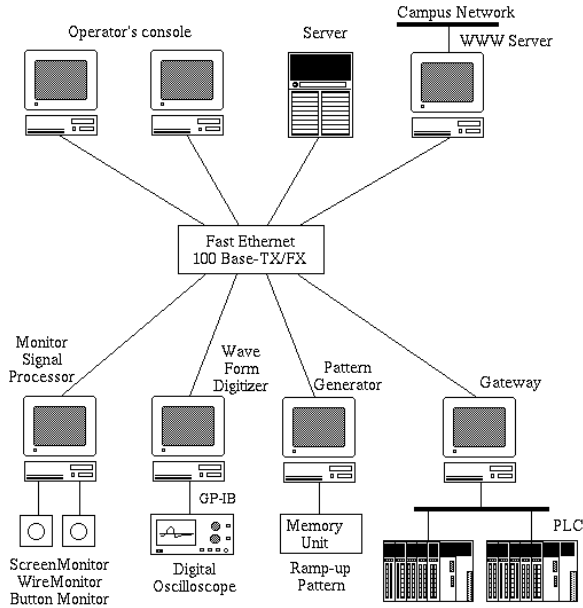 Campus Network
Operator's console
Server
WWW Server
Fast Ethernet
100 Base-TX/FX
Monitor
Signal
Processor
Wave
Form
Digitizer
Pattern
Generator
Gateway
GP-IB
Memory
Unit
PLC
ScreenMonitor
WireMonitor
Button Monitor
Digital
Oscilloscope
Ramp-up
Pattern